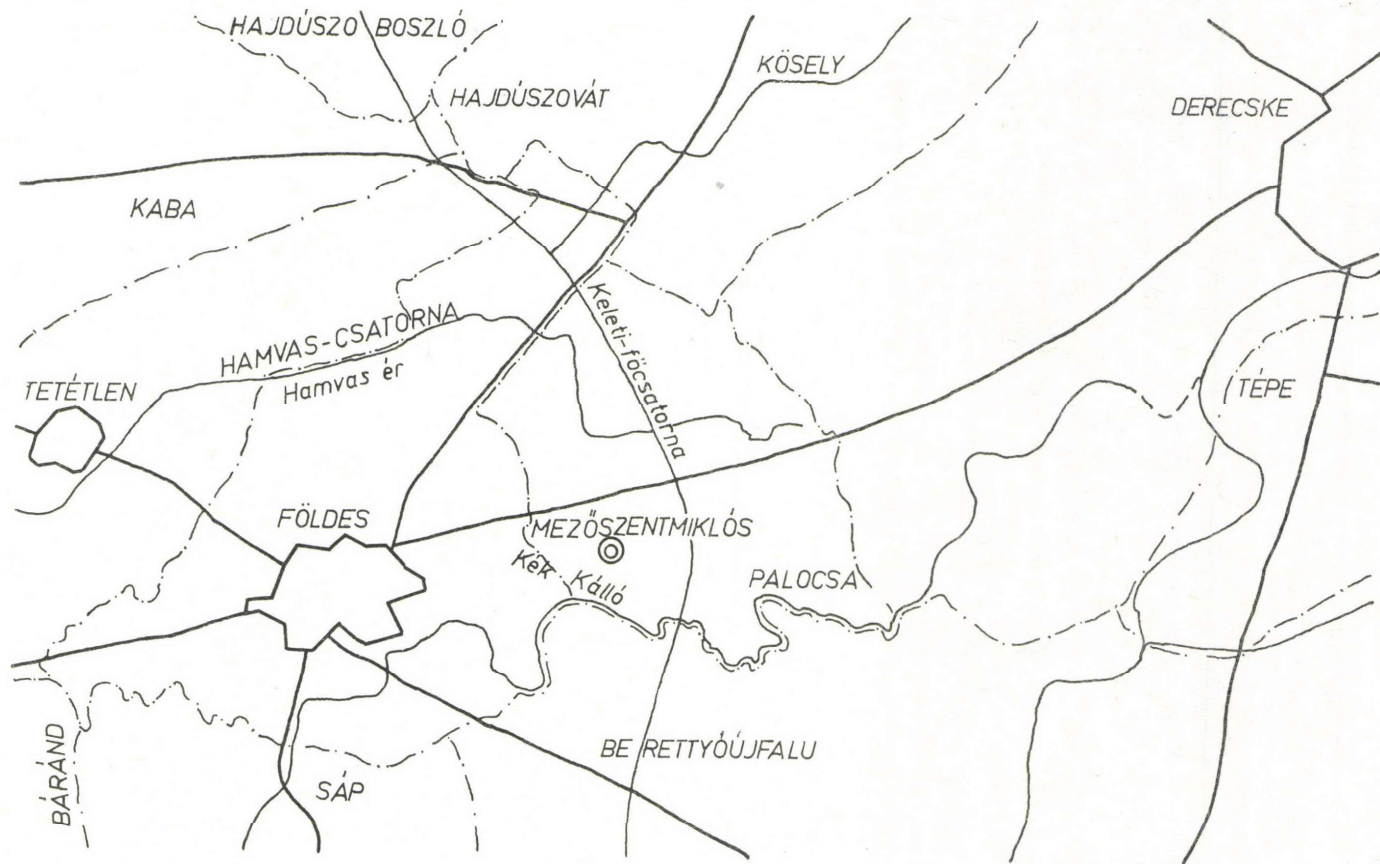 HAJDÚSZO BOSZLÓ
HAJDÚSZOVÁT
KÖSELY
DERECSKE
KABA
Keleti-főcsatorna
HAMVAS-CSATORNA
Hamvas ér
TETÉTLEN
TÉPE
FÖLDES
MEZŐSZENTMIKLÓS
Kék Kálló
PALOCSA
BÁRÁND
BE RETTYÓÚJFALU
SÁP